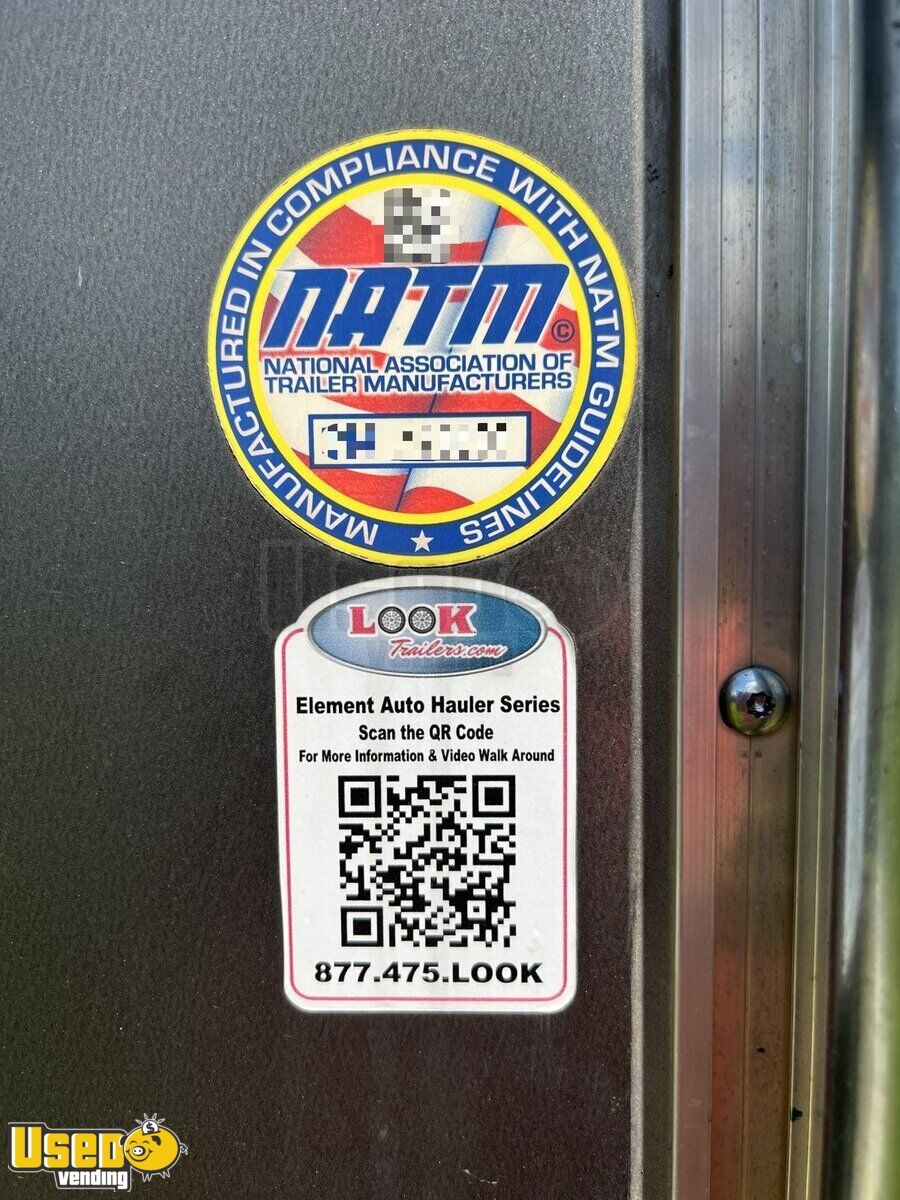 MANUFACTURED IN COMPLIANCE WITH NATM GUIDELINES
NATM ©
NATIONAL ASSOCIATION OF
TRAILER MANUFACTURERS
LOOK
Trailers.com
Element Auto Hauler Series
Scan the QR Code
For More Information & Video Walk Around
877.475.LOOK
USED
vending